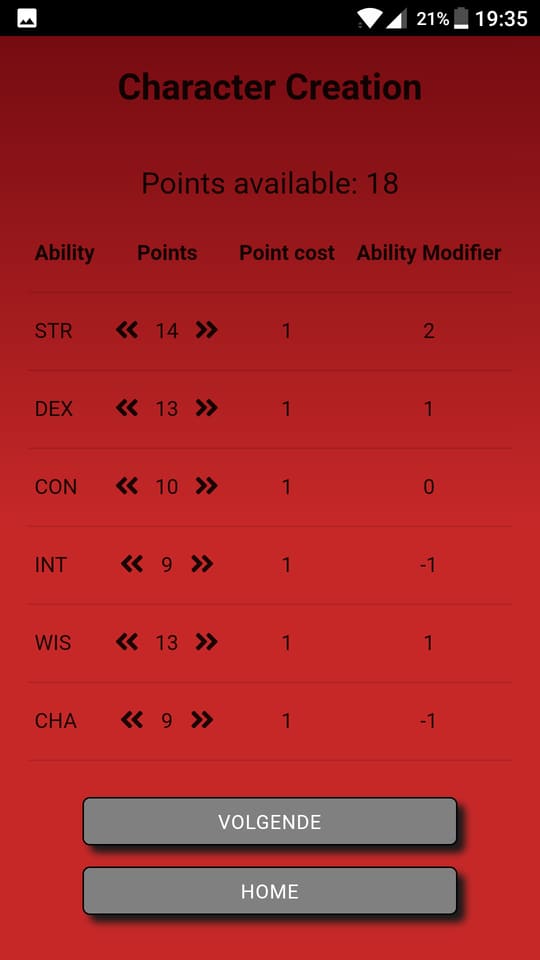 21% 19:35
Character Creation
Points available: 18
Ability Points Point cost Ability Modifier
STR 14 1 2
DEX 13 1 1
CON 10 1 0
INT 9 1 -1
WIS 13 1 1
CHA 9 1 -1
VOLGENDE
HOME